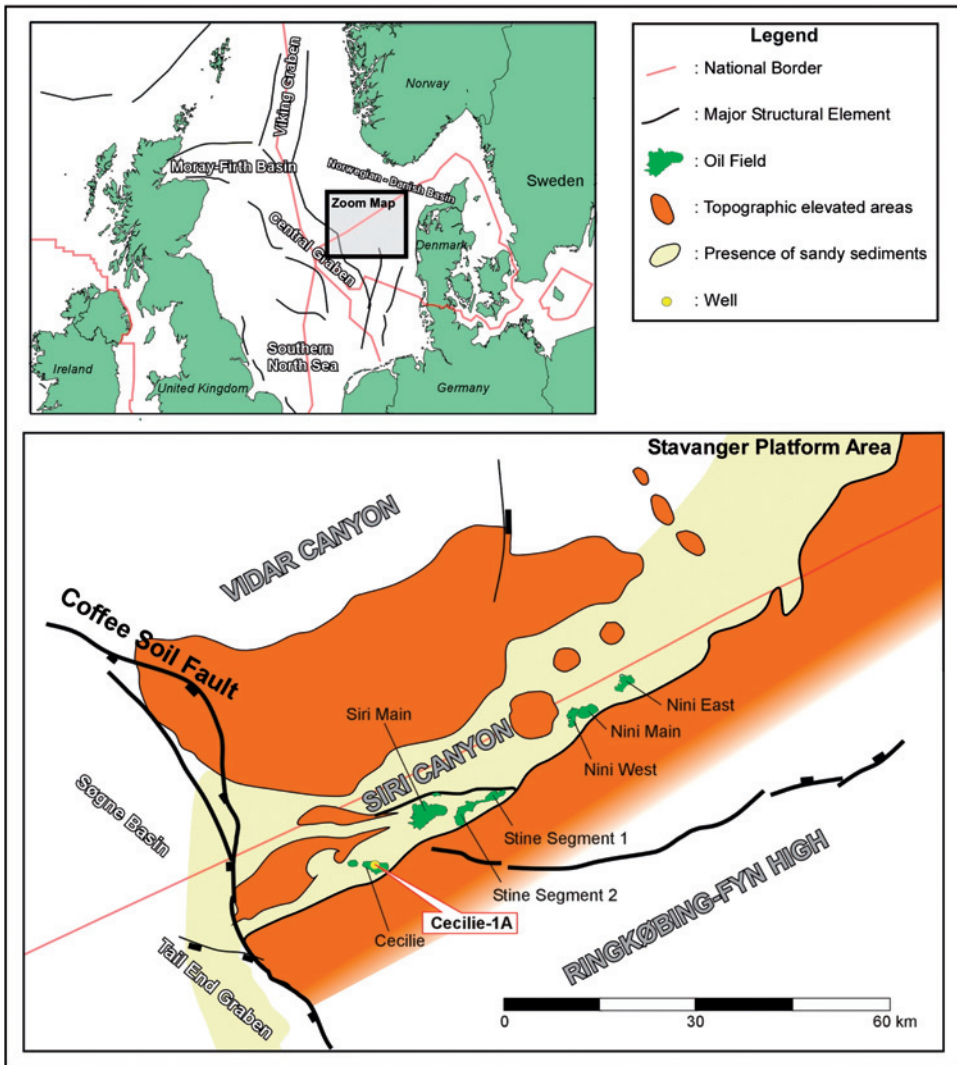 Viking Graben
Norway
Moray-Firth Basin
Norwegian - Danish Basin
Sweden
Zoom Map
Central Graben
Denmark
Southern
North Sea
Ireland
United Kingdom
Germany
Legend
: National Border
: Major Structural Element
: Oil Field
: Topographic elevated areas
: Presence of sandy sediments
: Well
Stavanger Platform Area
VIDAR CANYON
Coffee Soil Fault
Siri Main
Nini East
Nini Main
SIRI CANYON
Nini West
Søgne Basin
Stine Segment 1
Stine Segment 2
Cecilie-1A
Cecilie
RINGKØBING-FYN HIGH
Tail End Graben
0 30 60 km